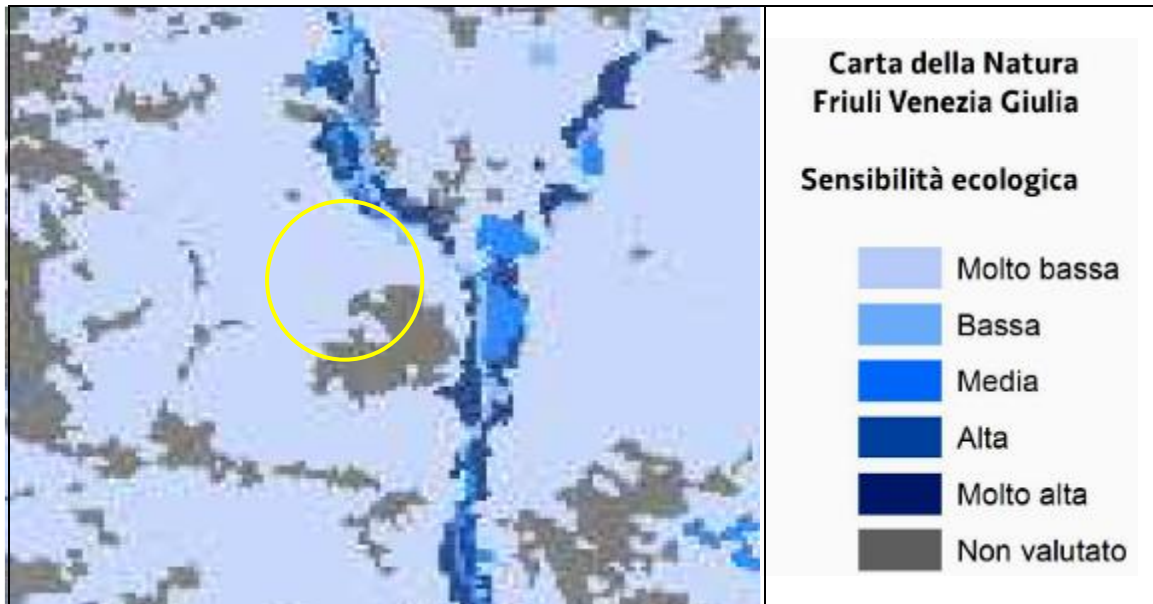 Carta della Natura
Friuli Venezia Giulia
Sensibilità ecologica
Molto bassa
Bassa
Media
Alta
Molto alta
Non valutato